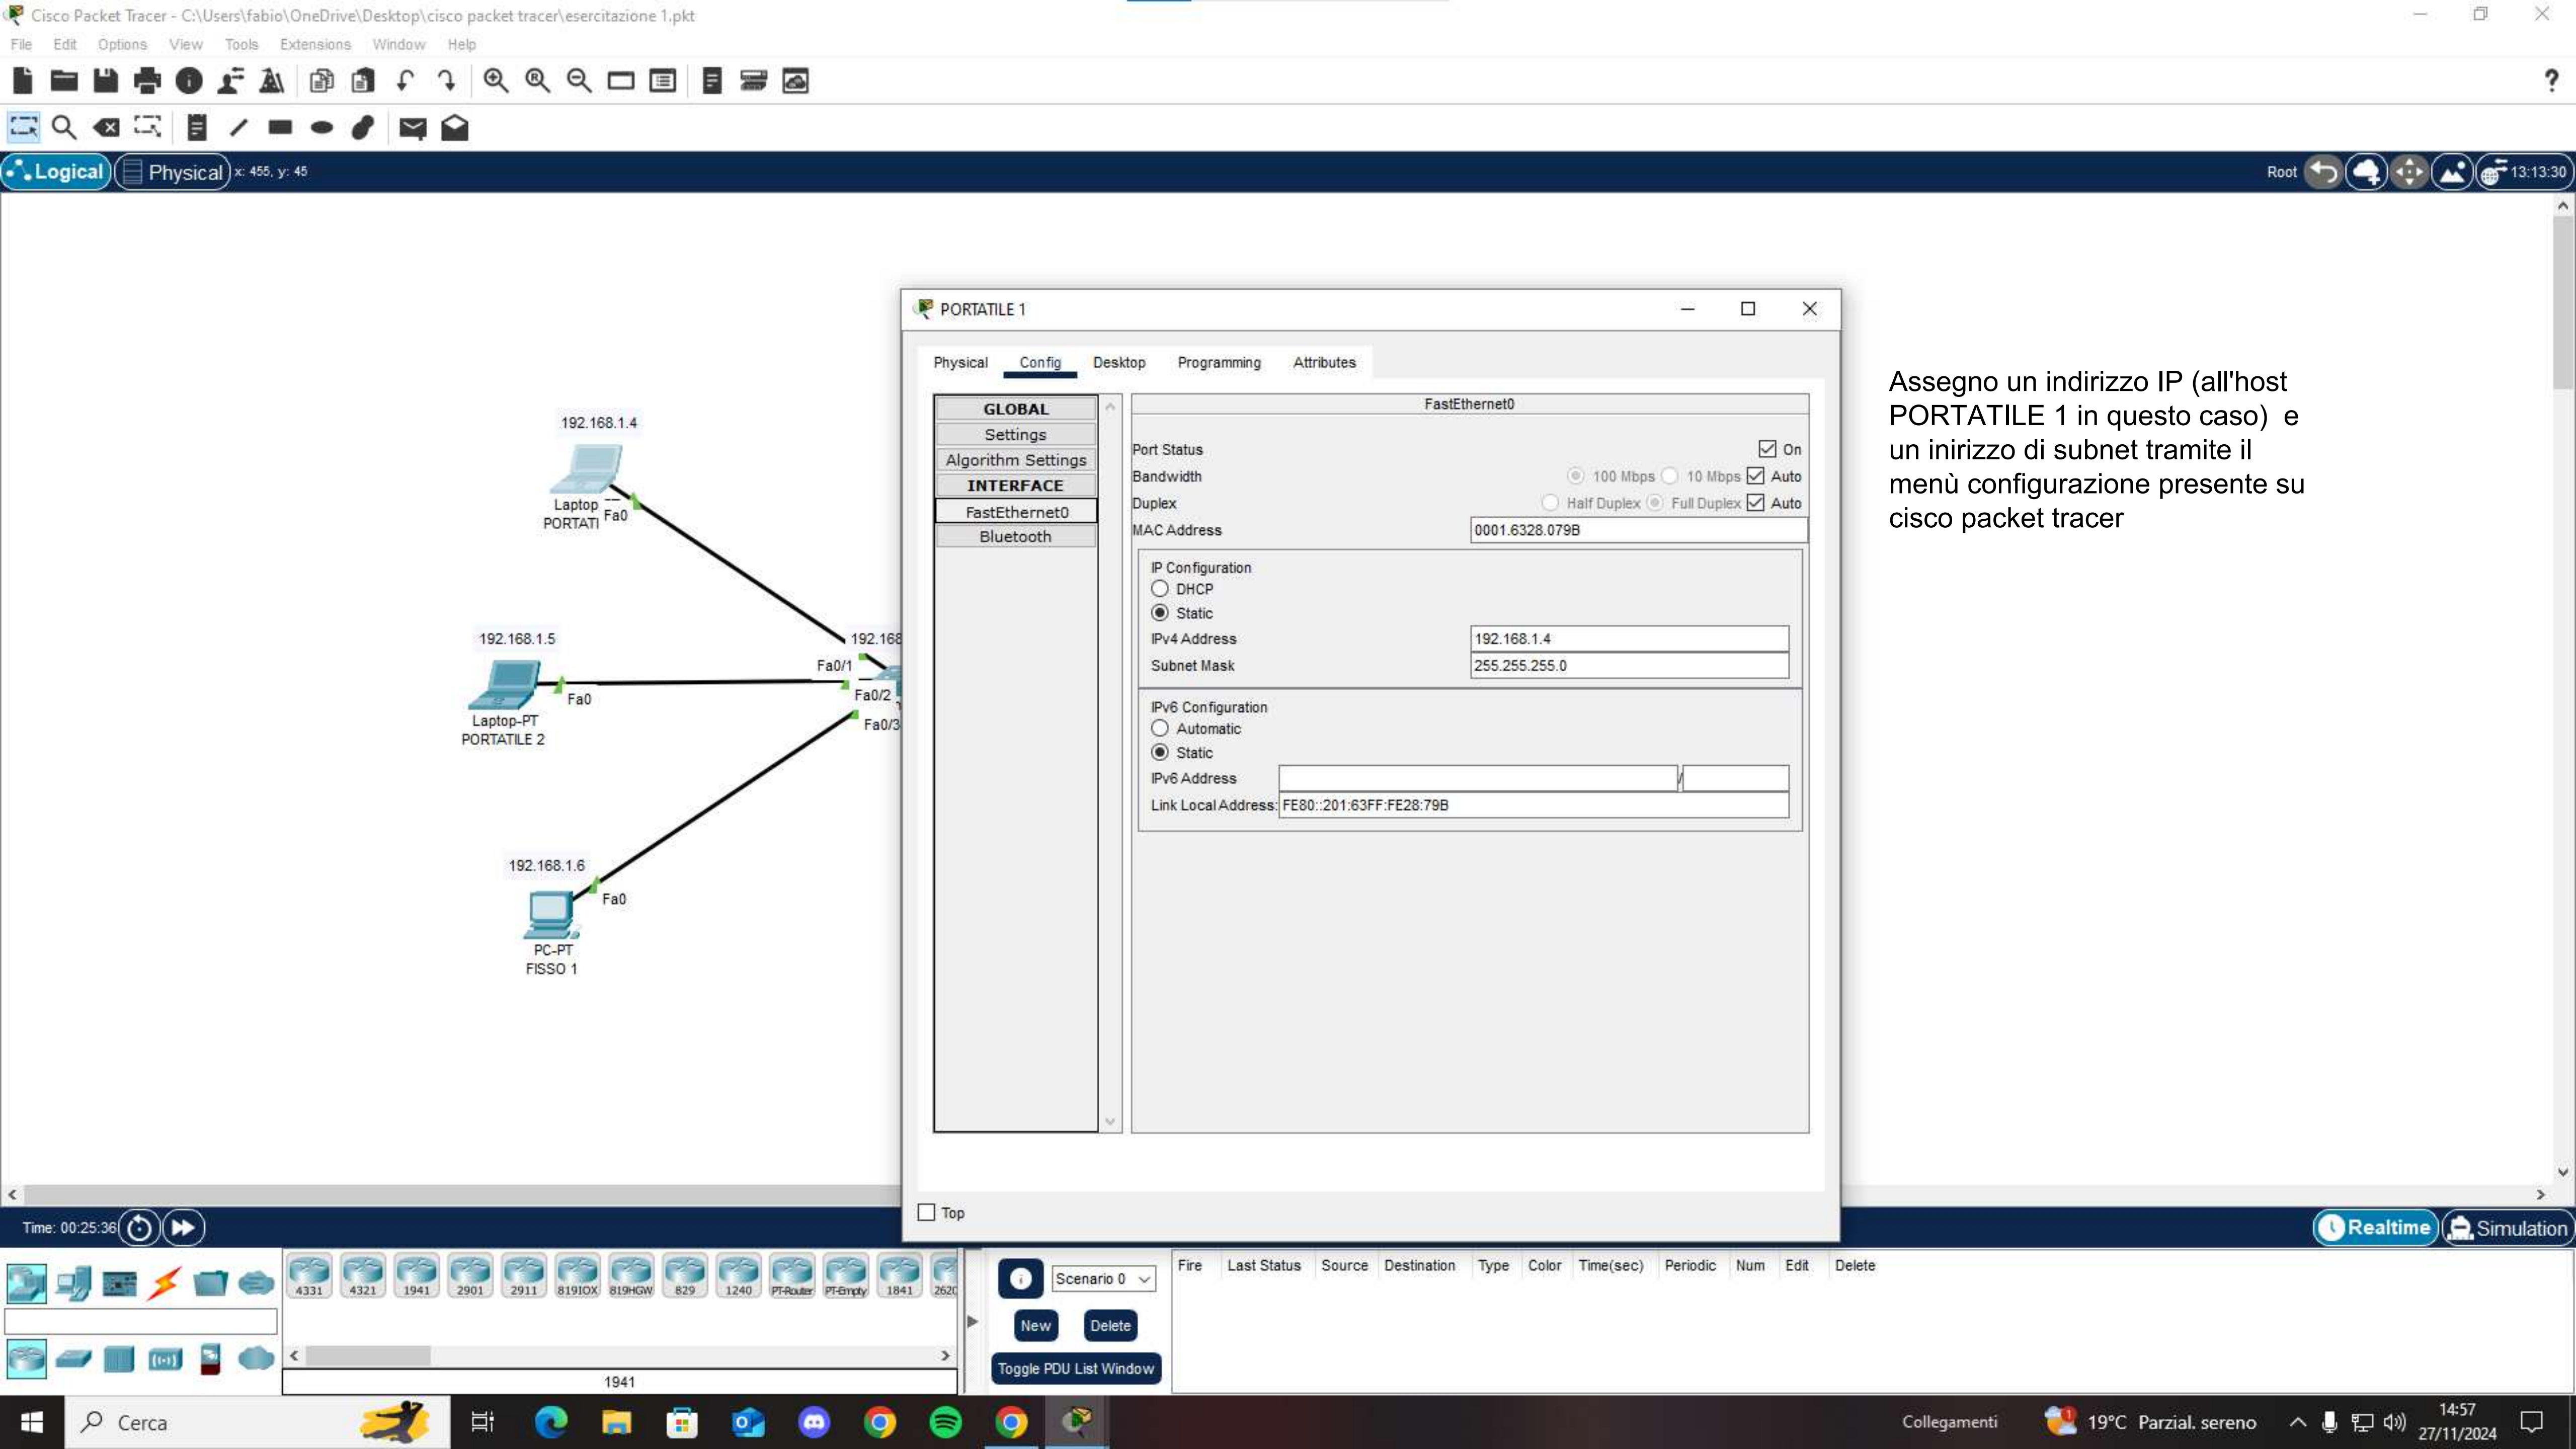 Cisco Packet Tracer - C:\Users\fabio\OneDrive\Desktop\cisco packet tracer\esercitazione 1.pkt
File Edit Options View Tools Extensions Window Help
?
Logical Physical x: 455, y: 45
Root 13:13:30
PORTATILE 1
Physical Config Desktop Programming Attributes
GLOBAL
Settings
Algorithm Settings
INTERFACE
FastEthernet0
Bluetooth
FastEthernet0
Port Status On
Bandwidth 100 Mbps 10 Mbps Auto
Duplex Half Duplex Full Duplex Auto
MAC Address 0001.6328.079B
IP Configuration
DHCP
Static
IPv4 Address 192.168.1.4
Subnet Mask 255.255.255.0
IPv6 Configuration
Automatic
Static
IPv6 Address /
Link Local Address: FE80::201:63FF:FE28:79B
Top
Assegno un indirizzo IP (all'host
PORTATILE 1 in questo caso) e
un inirizzo di subnet tramite il
menù configurazione presente su
cisco packet tracer
192.168.1.4
Laptop
PORTATI
Fa0
192.168.1.5
Fa0
Laptop-PT
PORTATILE 2
192.168
Fa0/1
Fa0/2
Fa0/3
192.168.1.6
Fa0
PC-PT
FISSO 1
Time: 00:25:36
Realtime Simulation
4331 4321 1941 2901 2911 819IOX 819HGW 829 1240 PT-Router PT-Empty 1841 262
1941
Scenario 0
New Delete
Toggle PDU List Window
Fire Last Status Source Destination Type Color Time(sec) Periodic Num Edit Delete
Cerca
Collegamenti
1
19°C Parzial. sereno
14:57
27/11/2024